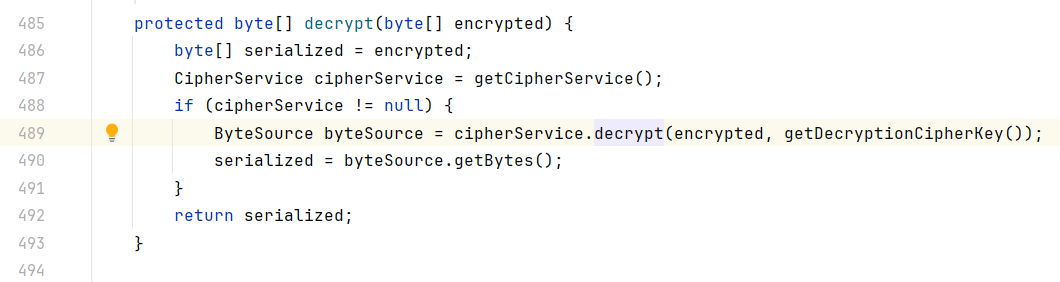 485 protected byte[] decrypt(byte[] encrypted) {
486 byte[] serialized = encrypted;
487 CipherService cipherService = getCipherService();
488 if (cipherService != null) {
489 ByteSource byteSource = cipherService.decrypt(encrypted, getDecryptionCipherKey());
490 serialized = byteSource.getBytes();
491 }
492 return serialized;
493 }
494